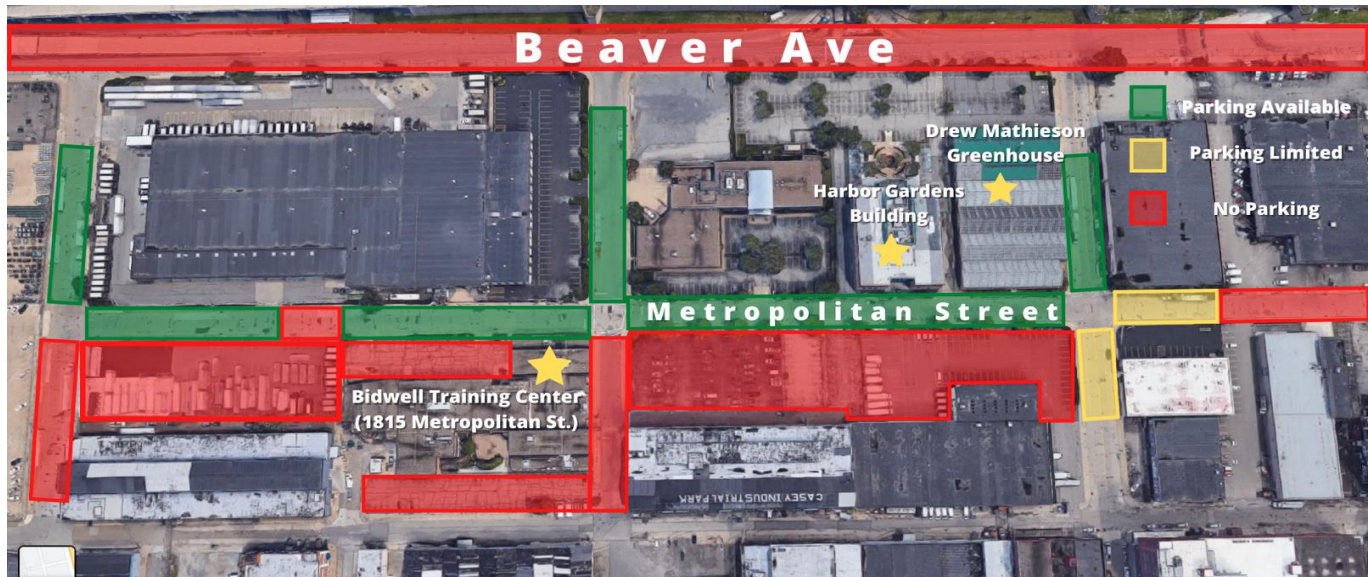 Beaver Ave
Parking Available
Drew Mathieson
Greenhouse
Parking Limited
Harbor Gardens
Building
No Parking
Metropolitan Street
Bidwell Training Center
(1815 Metropolitan St.)
CASEY INDUSTRIAL PARK